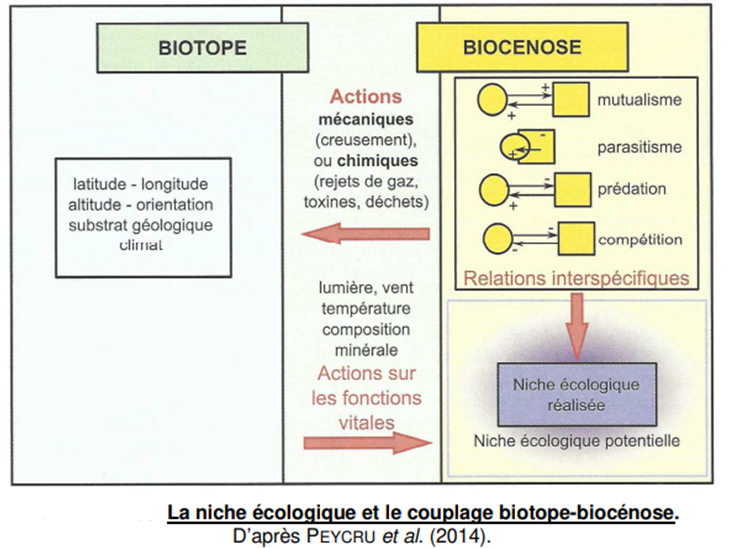 BIOTOPE
latitude - longitude
altitude - orientation
substrat géologique
climat
Actions
mécaniques
(creusement),
ou chimiques
(rejets de gaz,
toxines, déchets)
lumière, vent
température
composition
minérale
Actions sur
les fonctions
vitales
BIOCENOSE
+ mutualisme
+
- parasitisme
+
- prédation
+
- compétition
-
Relations interspécifiques
Niche écologique
réalisée
Niche écologique potentielle
La niche écologique et le couplage biotope-biocénose.
D'après PEYCRU et al. (2014).